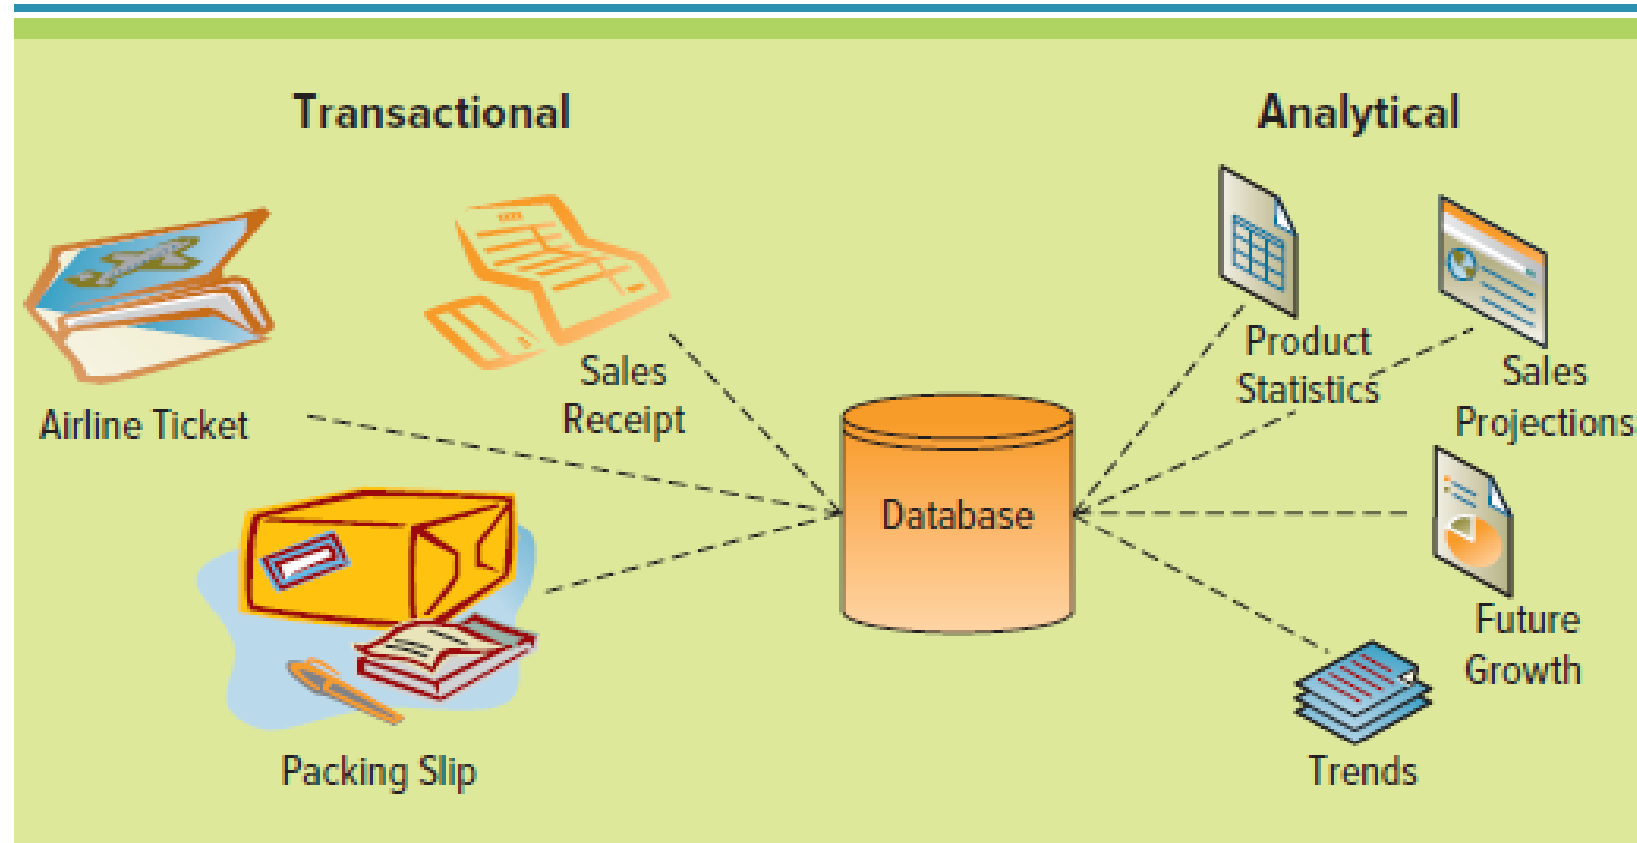 Transactional
Analytical
Airline Ticket
Sales
Receipt
Packing Slip
Database
Product
Statistics
Sales
Projections
Future
Growth
Trends